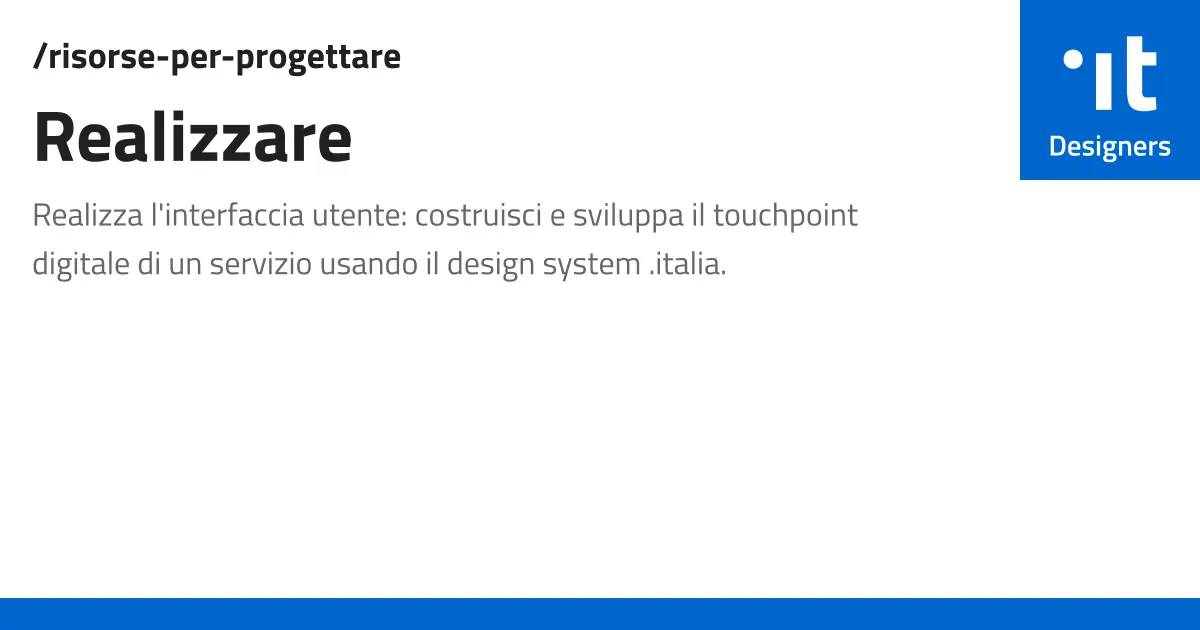 /risorse-per-progettare
Realizzare
Realizza l'interfaccia utente: costruisci e sviluppa il touchpoint
digitale di un servizio usando il design system .italia.
.it
Designers